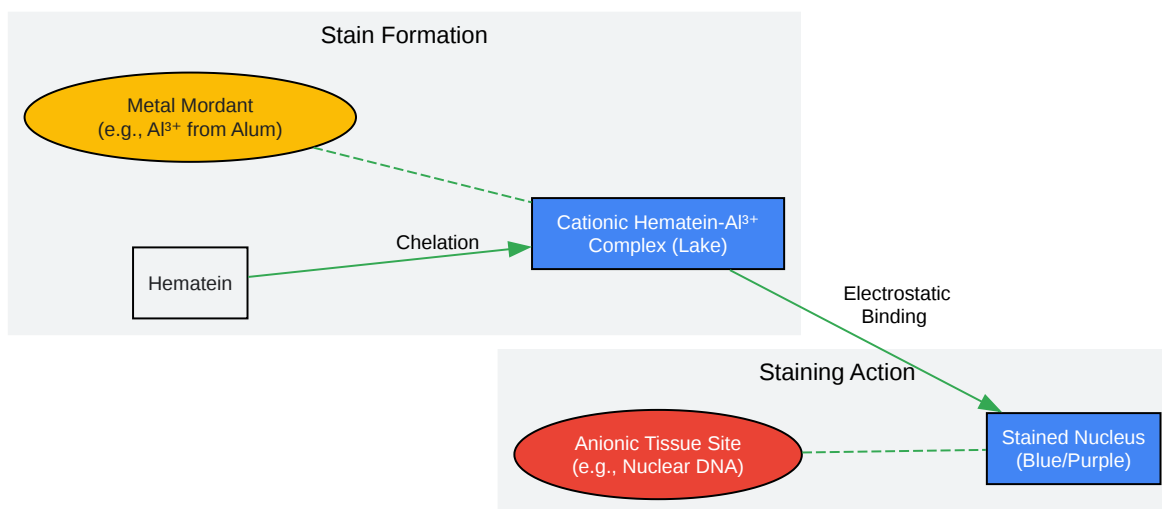 Stain Formation
Metal Mordant
(e.g., Al³⁺ from Alum)
Cationic Hematein-Al³⁺
Complex (Lake)
Chelation
Hematein
Electrostatic
Binding
Staining Action
Anionic Tissue Site
(e.g., Nuclear DNA)
Stained Nucleus
(Blue/Purple)